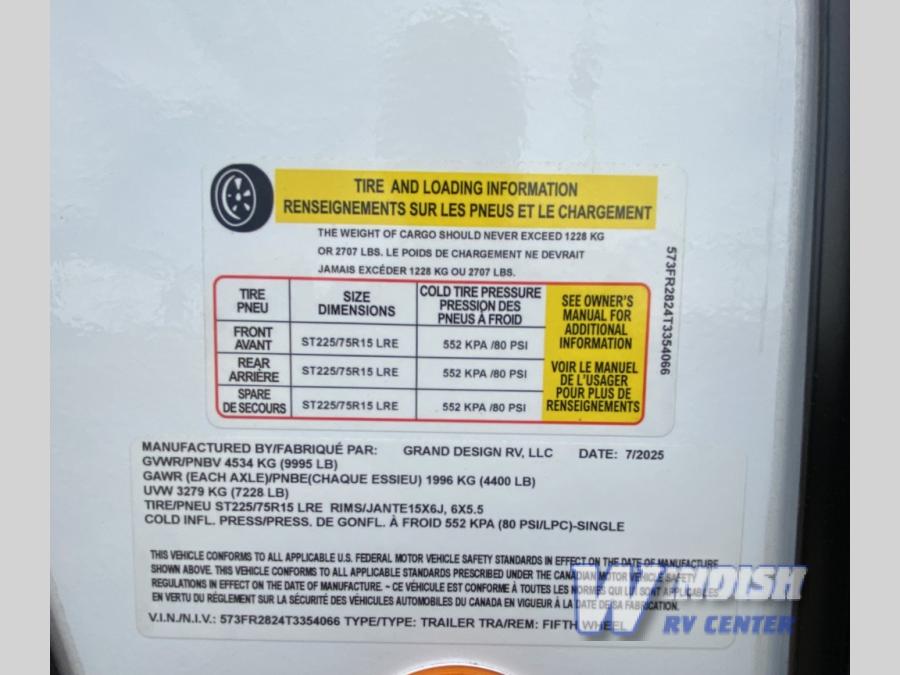 TIRE AND LOADING INFORMATION
RENSEIGNEMENTS SUR LES PNEUS ET LE CHARGEMENT
THE WEIGHT OF CARGO SHOULD NEVER EXCEED 1228 KG
OR 2707 LBS. LE POIDS DE CHARGEMENT NE DEVRAIT
JAMAIS EXCÉDER 1228 KG OU 2707 LBS.
TIRE
PNEU
SIZE
DIMENSIONS
COLD TIRE PRESSURE
PRESSION DES
PNEUS À FROID
FRONT
AVANT
ST225/75R15 LRE
552 KPA /80 PSI
REAR
ARRIÈRE
ST225/75R15 LRE
552 KPA /80 PSI
SPARE
DE SECOURS
ST225/75R15 LRE
552 KPA /80 PSI
SEE OWNER'S
MANUAL FOR
ADDITIONAL
INFORMATION
VOIR LE MANUEL
DE L'USAGER
POUR PLUS DE
RENSEIGNEMENTS
573FR2824T3354066
MANUFACTURED BY/FABRIQUÉ PAR: GRAND DESIGN RV, LLC DATE: 7/2025
GVWR/PNBV 4534 KG (9995 LB)
GAWR (EACH AXLE)/PNBE(CHAQUE ESSIEU) 1996 KG (4400 LB)
UVW 3279 KG (7228 LB)
TIRE/PNEU ST225/75R15 LRE RIMS/JANTE15X6J, 6X5.5
COLD INFL. PRESS/PRESS. DE GONFL. À FROID 552 KPA (80 PSI/LPC)-SINGLE
THIS VEHICLE CONFORMS TO ALL APPLICABLE U.S. FEDERAL MOTOR VEHICLE SAFETY STANDARDS IN EFFECT ON THE DATE OF MANUFACTURE
SHOWN ABOVE. THIS VEHICLE CONFORMS TO ALL APPLICABLE STANDARDS PRESCRIBED UNDER THE CANADIAN MOTOR VEHICLE SAFETY
REGULATIONS IN EFFECT ON THE DATE OF MANUFACTURE. ~ CE VÉHICULE EST CONFORME À TOUTES LES NORMES QUI LUI SONT APPLICABLES
EN VERTU DU RÉGLEMENT SUR LA SÉCURITÉ DES VÉHICULES AUTOMOBILES DU CANADA EN VIGUEUR À LA DATE DE SA FABRICATION.
V.I.N./N.I.V.: 573FR2824T3354066 TYPE/TYPE: TRAILER TRA/REM: FIFTH WHEEL
WINDISH
RV CENTER